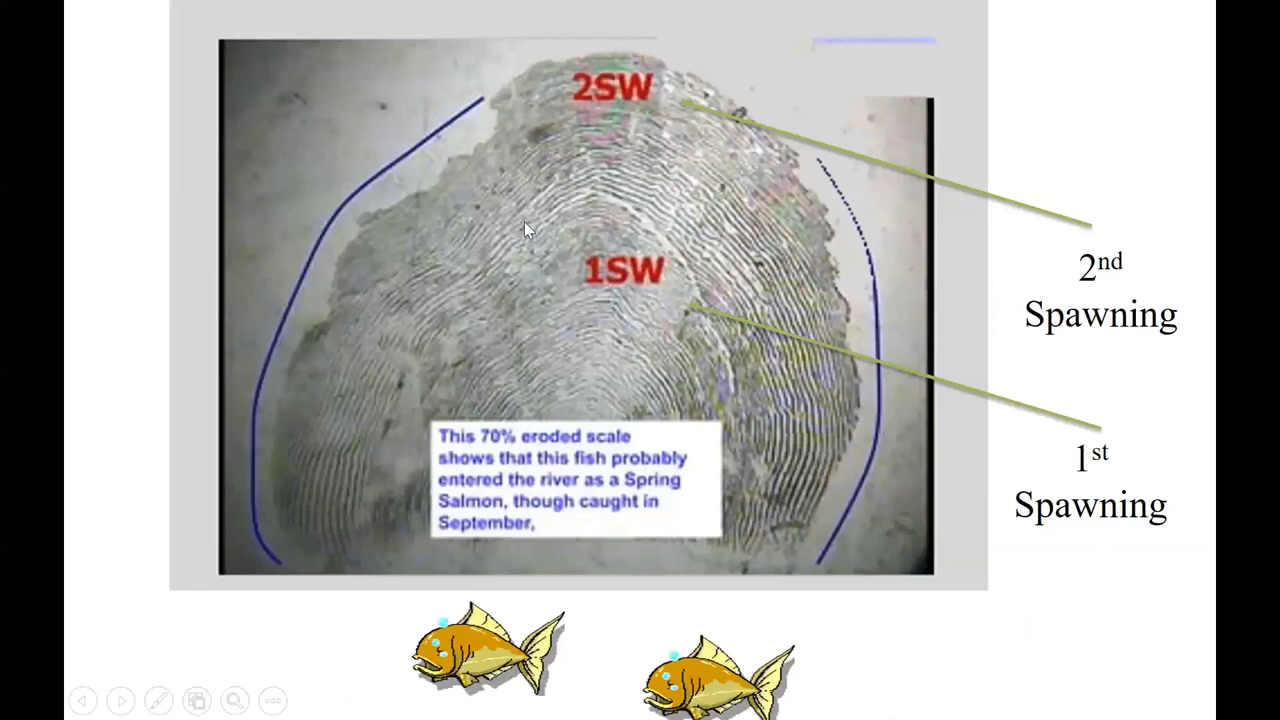 2SW
1SW
2nd
Spawning
1st
Spawning
This 70% eroded scale
shows that this fish probably
entered the river as a Spring
Salmon, though caught in
September,